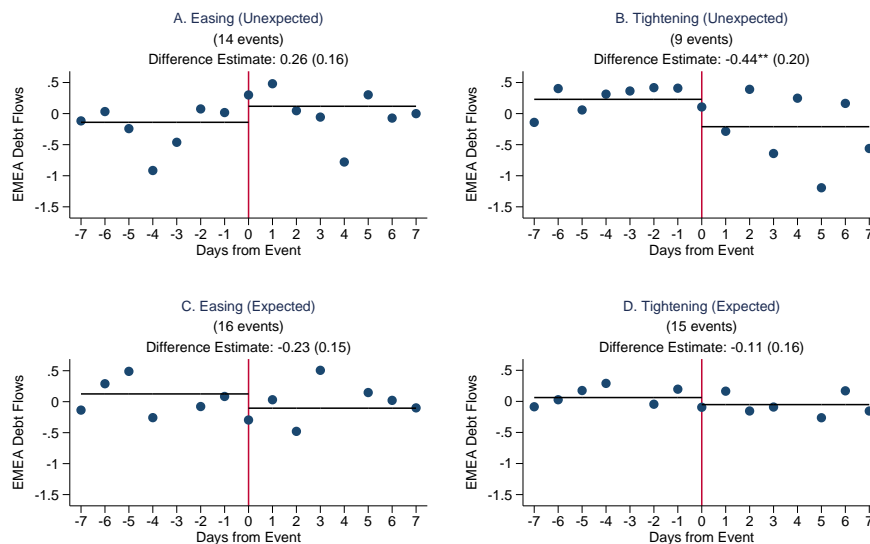 A. Easing (Unexpected)
(14 events)
Difference Estimate: 0.26 (0.16)
EMEA Debt Flows
.5
0
-.5
-1
-1.5
-7 -6 -5 -4 -3 -2 -1 0 1 2 3 4 5 6 7
Days from Event
B. Tightening (Unexpected)
(9 events)
Difference Estimate: -0.44** (0.20)
EMEA Debt Flows
.5
0
-.5
-1
-1.5
-7 -6 -5 -4 -3 -2 -1 0 1 2 3 4 5 6 7
Days from Event
C. Easing (Expected)
(16 events)
Difference Estimate: -0.23 (0.15)
EMEA Debt Flows
.5
0
-.5
-1
-1.5
-7 -6 -5 -4 -3 -2 -1 0 1 2 3 4 5 6 7
Days from Event
D. Tightening (Expected)
(15 events)
Difference Estimate: -0.11 (0.16)
EMEA Debt Flows
.5
0
-.5
-1
-1.5
-7 -6 -5 -4 -3 -2 -1 0 1 2 3 4 5 6 7
Days from Event